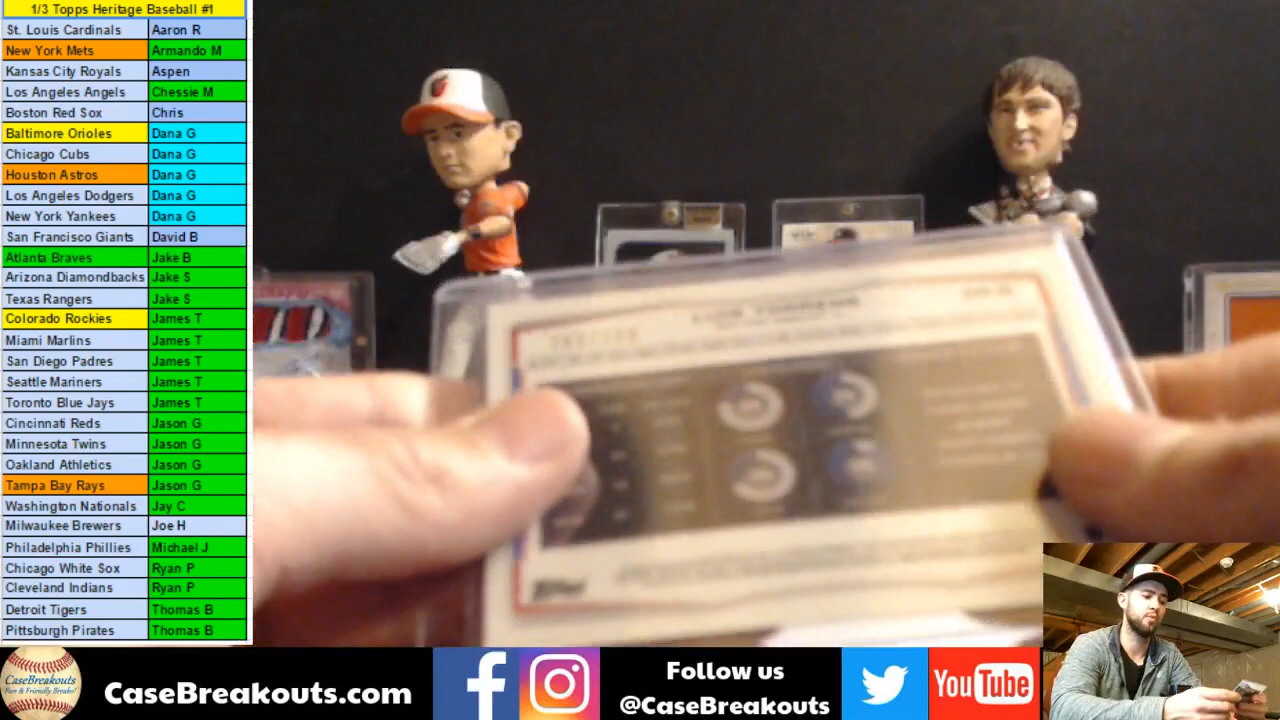 1/3 Topps Heritage Baseball #1
St. Louis Cardinals Aaron R
New York Mets Armando M
Kansas City Royals Aspen
Los Angeles Angels Chessie M
Boston Red Sox Chris
Baltimore Orioles Dana G
Chicago Cubs Dana G
Houston Astros Dana G
Los Angeles Dodgers Dana G
New York Yankees Dana G
San Francisco Giants David B
Atlanta Braves Jake B
Arizona Diamondbacks Jake S
Texas Rangers Jake S
Colorado Rockies James T
Miami Marlins James T
San Diego Padres James T
Seattle Mariners James T
Toronto Blue Jays James T
Cincinnati Reds Jason G
Minnesota Twins Jason G
Oakland Athletics Jason G
Tampa Bay Rays Jason G
Washington Nationals Jay C
Milwaukee Brewers Joe H
Philadelphia Phillies Michael J
Chicago White Sox Ryan P
Cleveland Indians Ryan P
Detroit Tigers Thomas B
Pittsburgh Pirates Thomas B
Topps
CaseBreakouts
Fun & Friendly Breaks!
CaseBreakouts.com
Follow us
@CaseBreakouts
YouTube